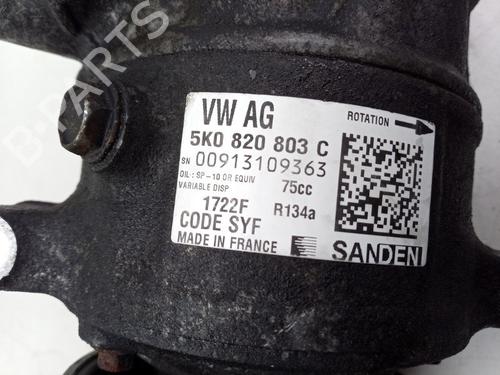 B-PARTS
VW AG
ROTATION
5K0 820 803 C
SN 00913109363
OIL: SP-10 OR EQUIV 75cc
VARIABLE DISP
1722F R134a
CODE SYF
MADE IN FRANCE SANDEN